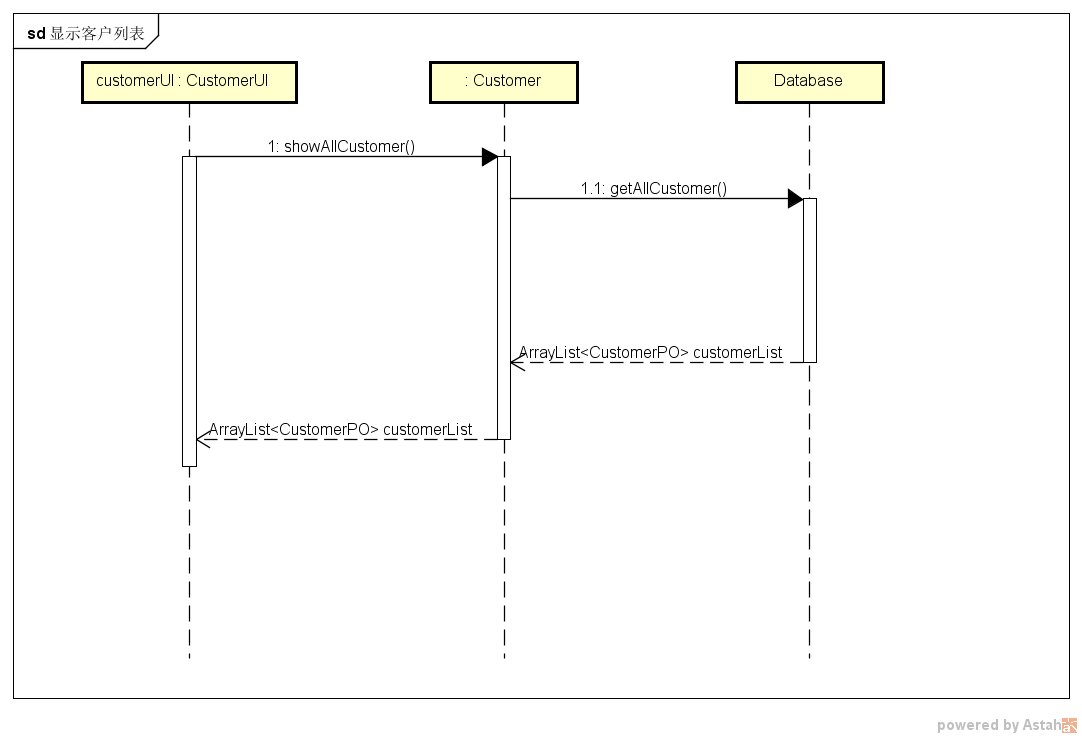 sd 显示客户列表
customerUI : CustomerUI
: Customer
Database
1: showAllCustomer()
1.1: getAllCustomer()
ArrayList<CustomerPO> customerList
ArrayList<CustomerPO> customerList
powered by Astah